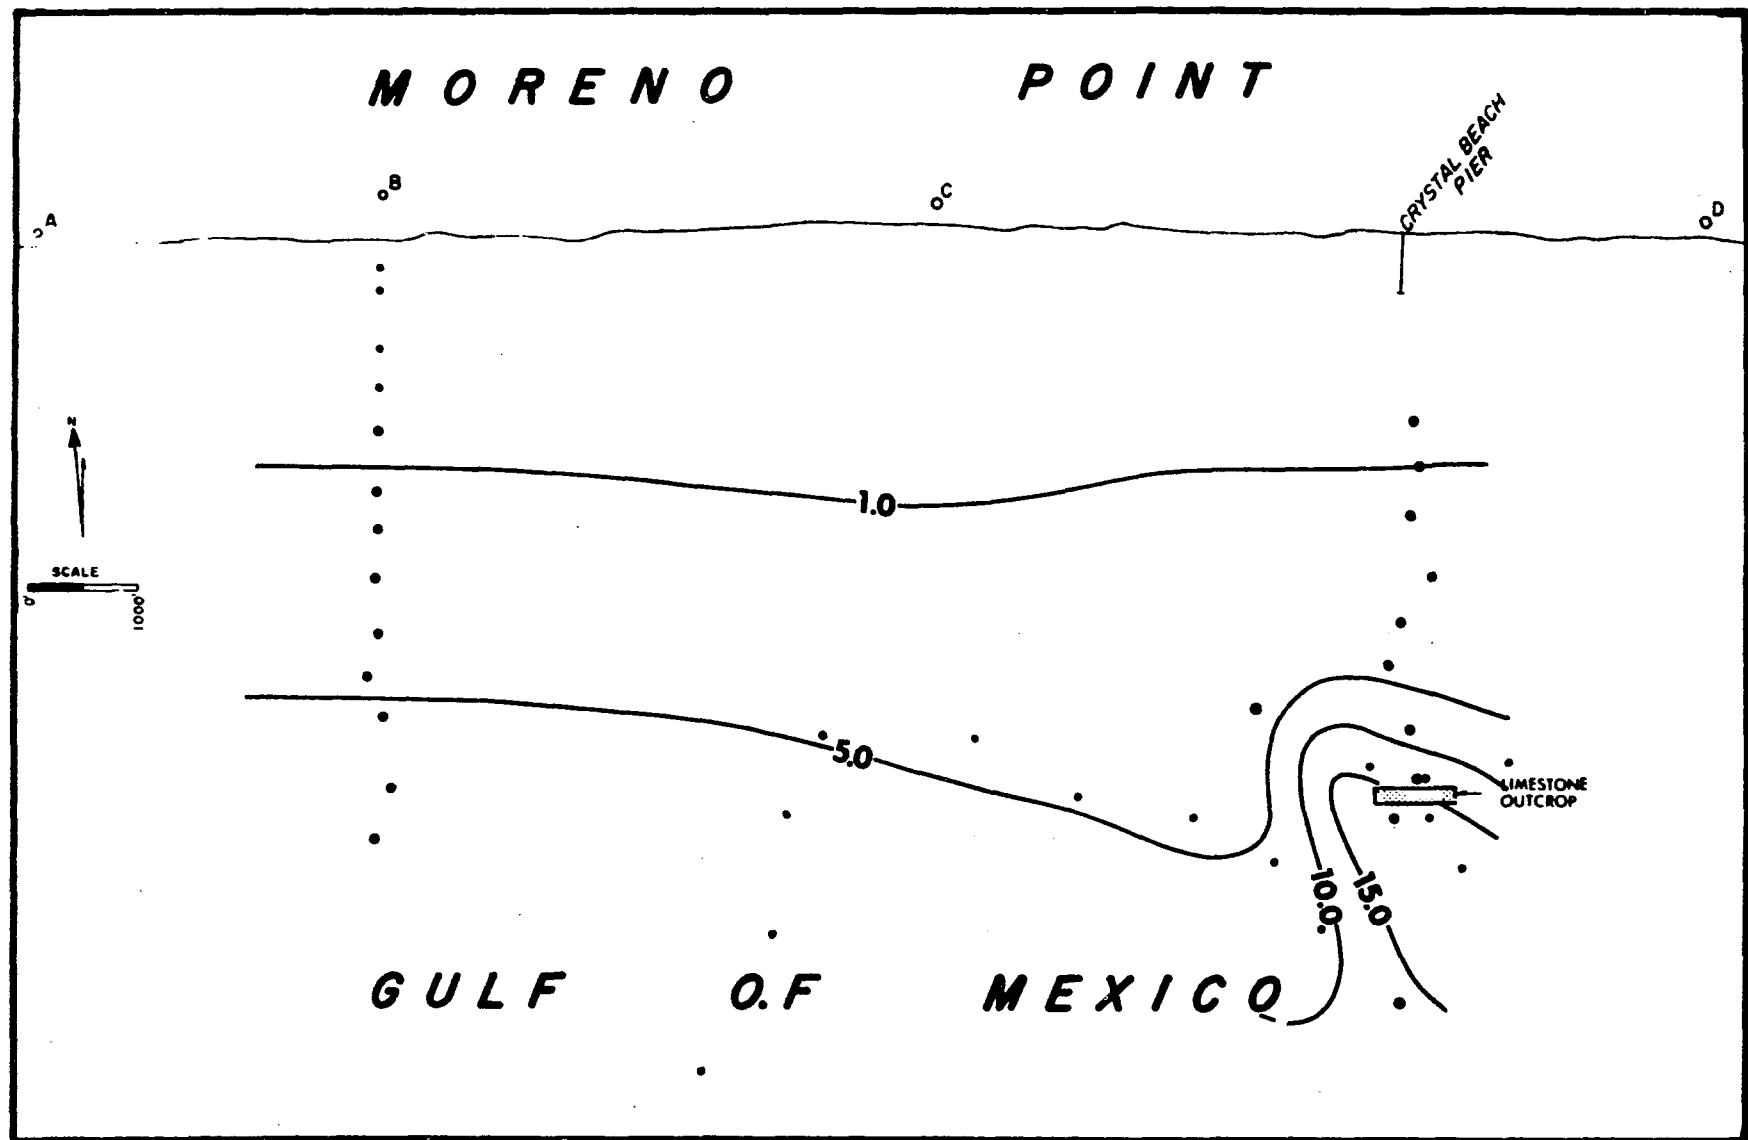 MORENO POINT
CRYSTAL BEACH
PIER
A
B
C
D
N
1.0
SCALE
0'
1000'
5.0
LIMESTONE
OUTCROP
10.0
15.0
GULF O.F MEXICO